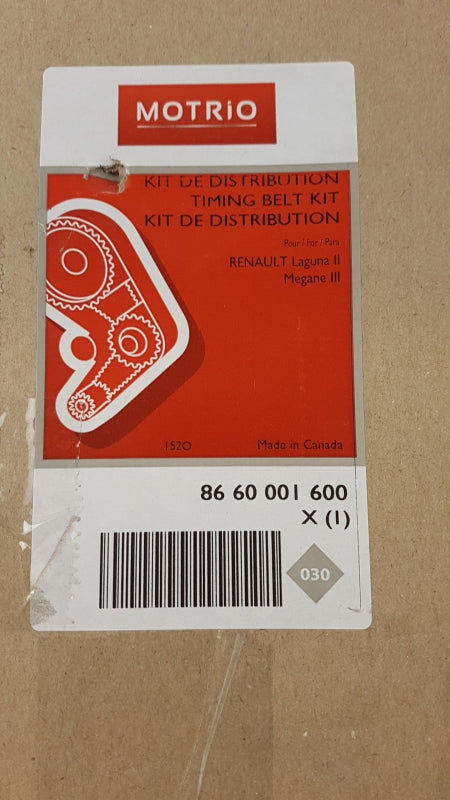 MOTRIO
KIT DE DISTRIBUTION
TIMING BELT KIT
KIT DE DISTRIBUTION
Pour / For / Para
RENAULT Laguna II
Megane III
152O
Made in Canada
86 60 001 600
X (1)
030